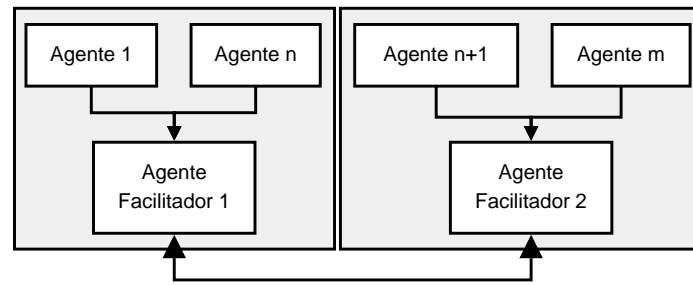 Agente 1
Agente n
Agente n+1
Agente m
Agente
Facilitador 1
Agente
Facilitador 2